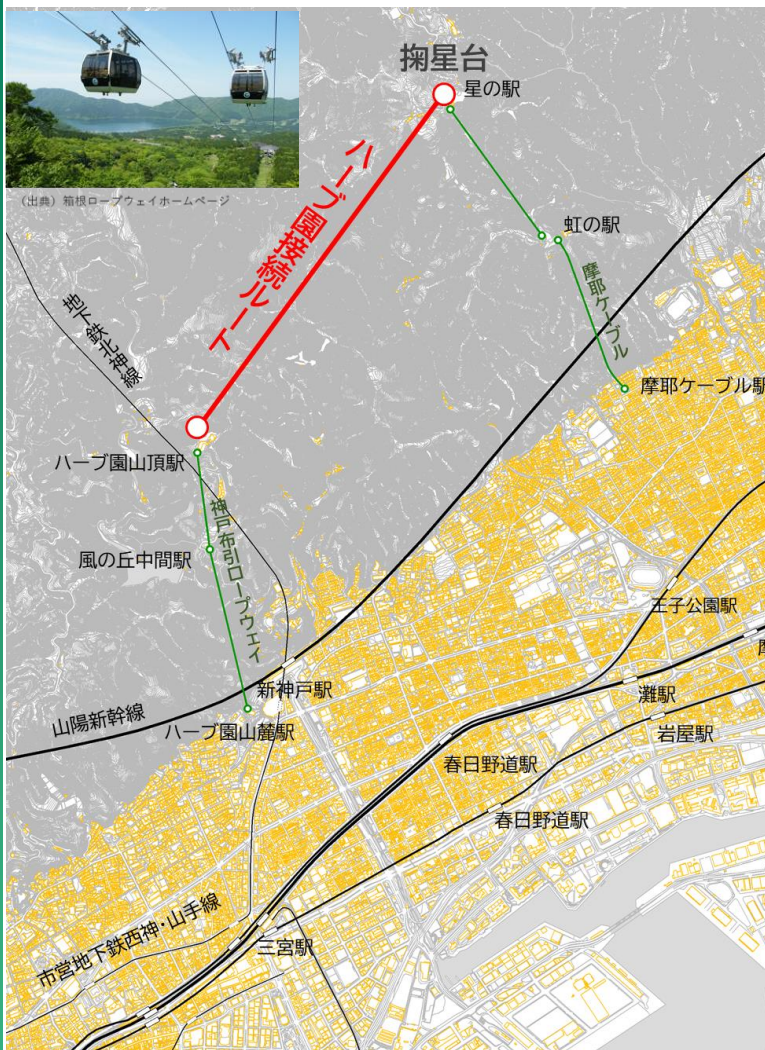 掬星台
星の駅
(出典) 箱根ロープウェイホームページ
ハーブ園接続ルート
虹の駅
摩耶ケーブル
地下鉄北神線
摩耶ケーブル駅
ハーブ園山頂駅
神戸布引ロープウェイ
風の丘中間駅
王子公園駅
新神戸駅
灘駅
山陽新幹線
ハーブ園山麓駅
岩屋駅
春日野道駅
春日野道駅
市営地下鉄西神・山手線
三宮駅